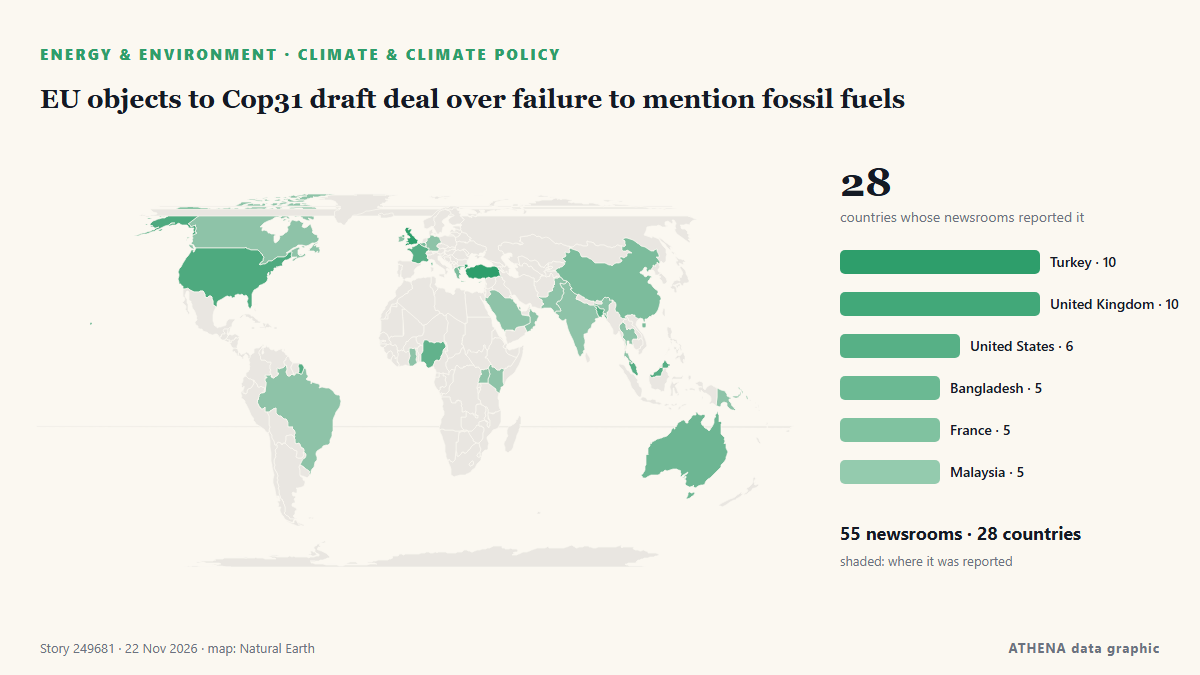 ENERGY & ENVIRONMENT · CLIMATE & CLIMATE POLICY
EU objects to Cop31 draft deal over failure to mention fossil fuels
28
countries whose newsrooms reported it
Turkey · 10
United Kingdom · 10
United States · 6
Bangladesh · 5
France · 5
Malaysia · 5
55 newsrooms · 28 countries
shaded: where it was reported
Story 249681 · 22 Nov 2026 · map: Natural Earth
ATHENA data graphic